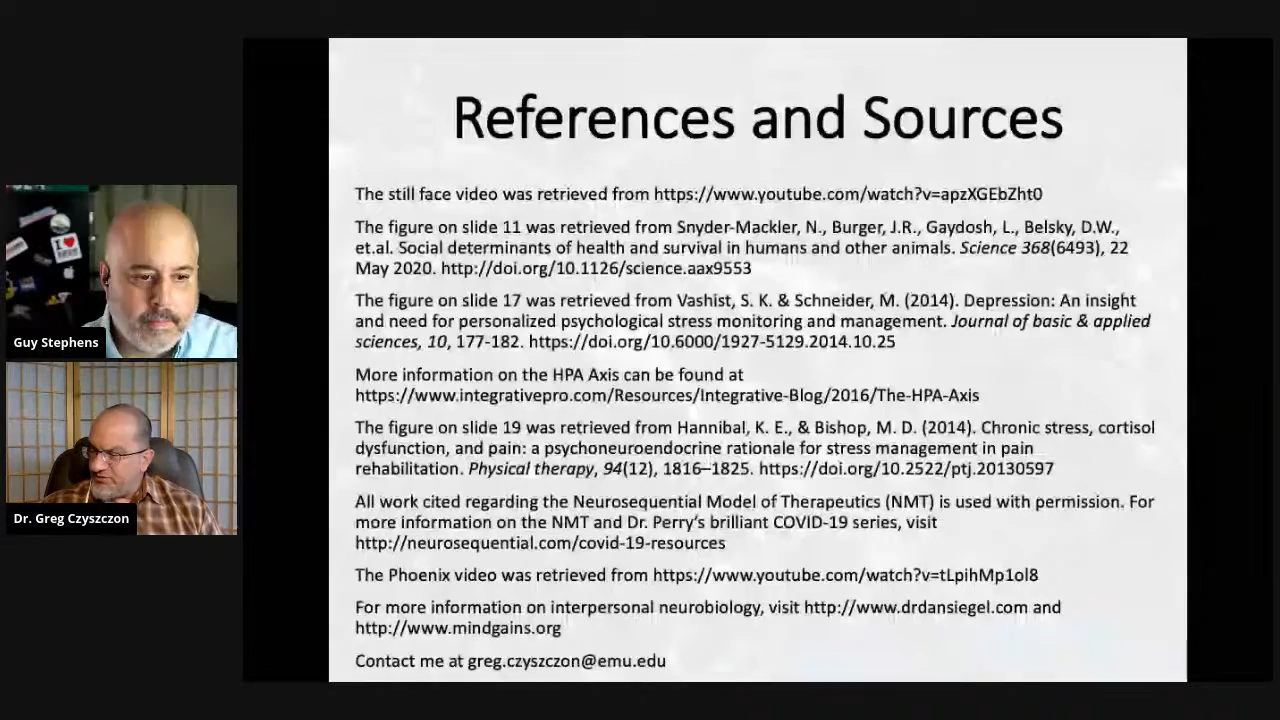 References and Sources
The still face video was retrieved from https://www.youtube.com/watch?v=apzXGEbZht0
The figure on slide 11 was retrieved from Snyder-Mackler, N., Burger, J.R., Gaydosh, L., Belsky, D.W.,
et.al. Social determinants of health and survival in humans and other animals. Science 368(6493), 22
May 2020. http://doi.org/10.1126/science.aax9553
The figure on slide 17 was retrieved from Vashist, S. K. & Schneider, M. (2014). Depression: An insight
and need for personalized psychological stress monitoring and management. Journal of basic & applied
sciences, 10, 177-182. https://doi.org/10.6000/1927-5129.2014.10.25
More information on the HPA Axis can be found at
https://www.integrativepro.com/Resources/Integrative-Blog/2016/The-HPA-Axis
The figure on slide 19 was retrieved from Hannibal, K. E., & Bishop, M. D. (2014). Chronic stress, cortisol
dysfunction, and pain: a psychoneuroendocrine rationale for stress management in pain
rehabilitation. Physical therapy, 94(12), 1816–1825. https://doi.org/10.2522/ptj.20130597
All work cited regarding the Neurosequential Model of Therapeutics (NMT) is used with permission. For
more information on the NMT and Dr. Perry's brilliant COVID-19 series, visit
http://neurosequential.com/covid-19-resources
The Phoenix video was retrieved from https://www.youtube.com/watch?v=tLpihMp1ol8
For more information on interpersonal neurobiology, visit http://www.drdansiegel.com and
http://www.mindgains.org
Contact me at greg.czyszczon@emu.edu
Guy Stephens
Dr. Greg Czyszczon